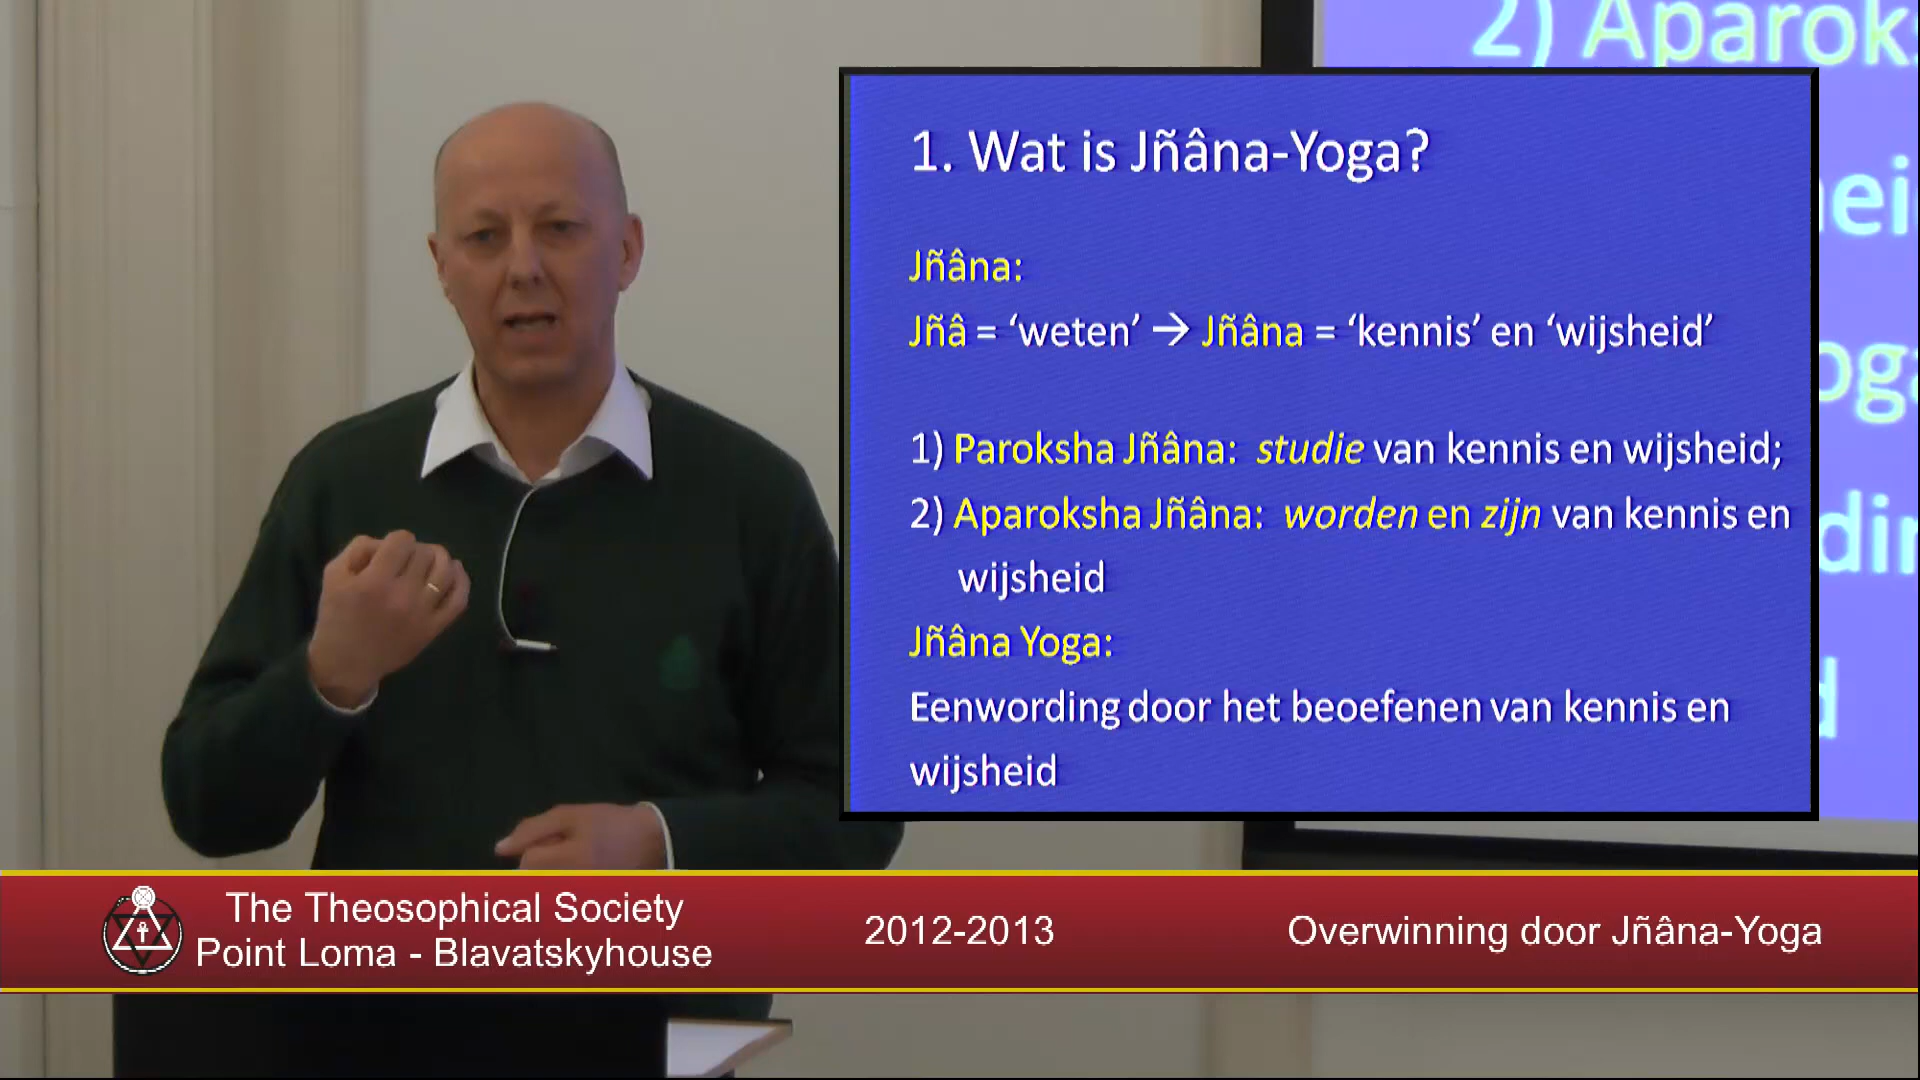 2) Aparoks
1. Wat is Jñâna-Yoga?
Jñâna:
Jñâ = ‘weten’ → Jñâna = ‘kennis’ en ‘wijsheid’
1) Paroksha Jñâna: studie van kennis en wijsheid;
2) Aparoksha Jñâna: worden en zijn van kennis en
wijsheid
Jñâna Yoga:
Eenwording door het beoefenen van kennis en
wijsheid
The Theosophical Society
Point Loma - Blavatskyhouse
2012-2013
Overwinning door Jñâna-Yoga